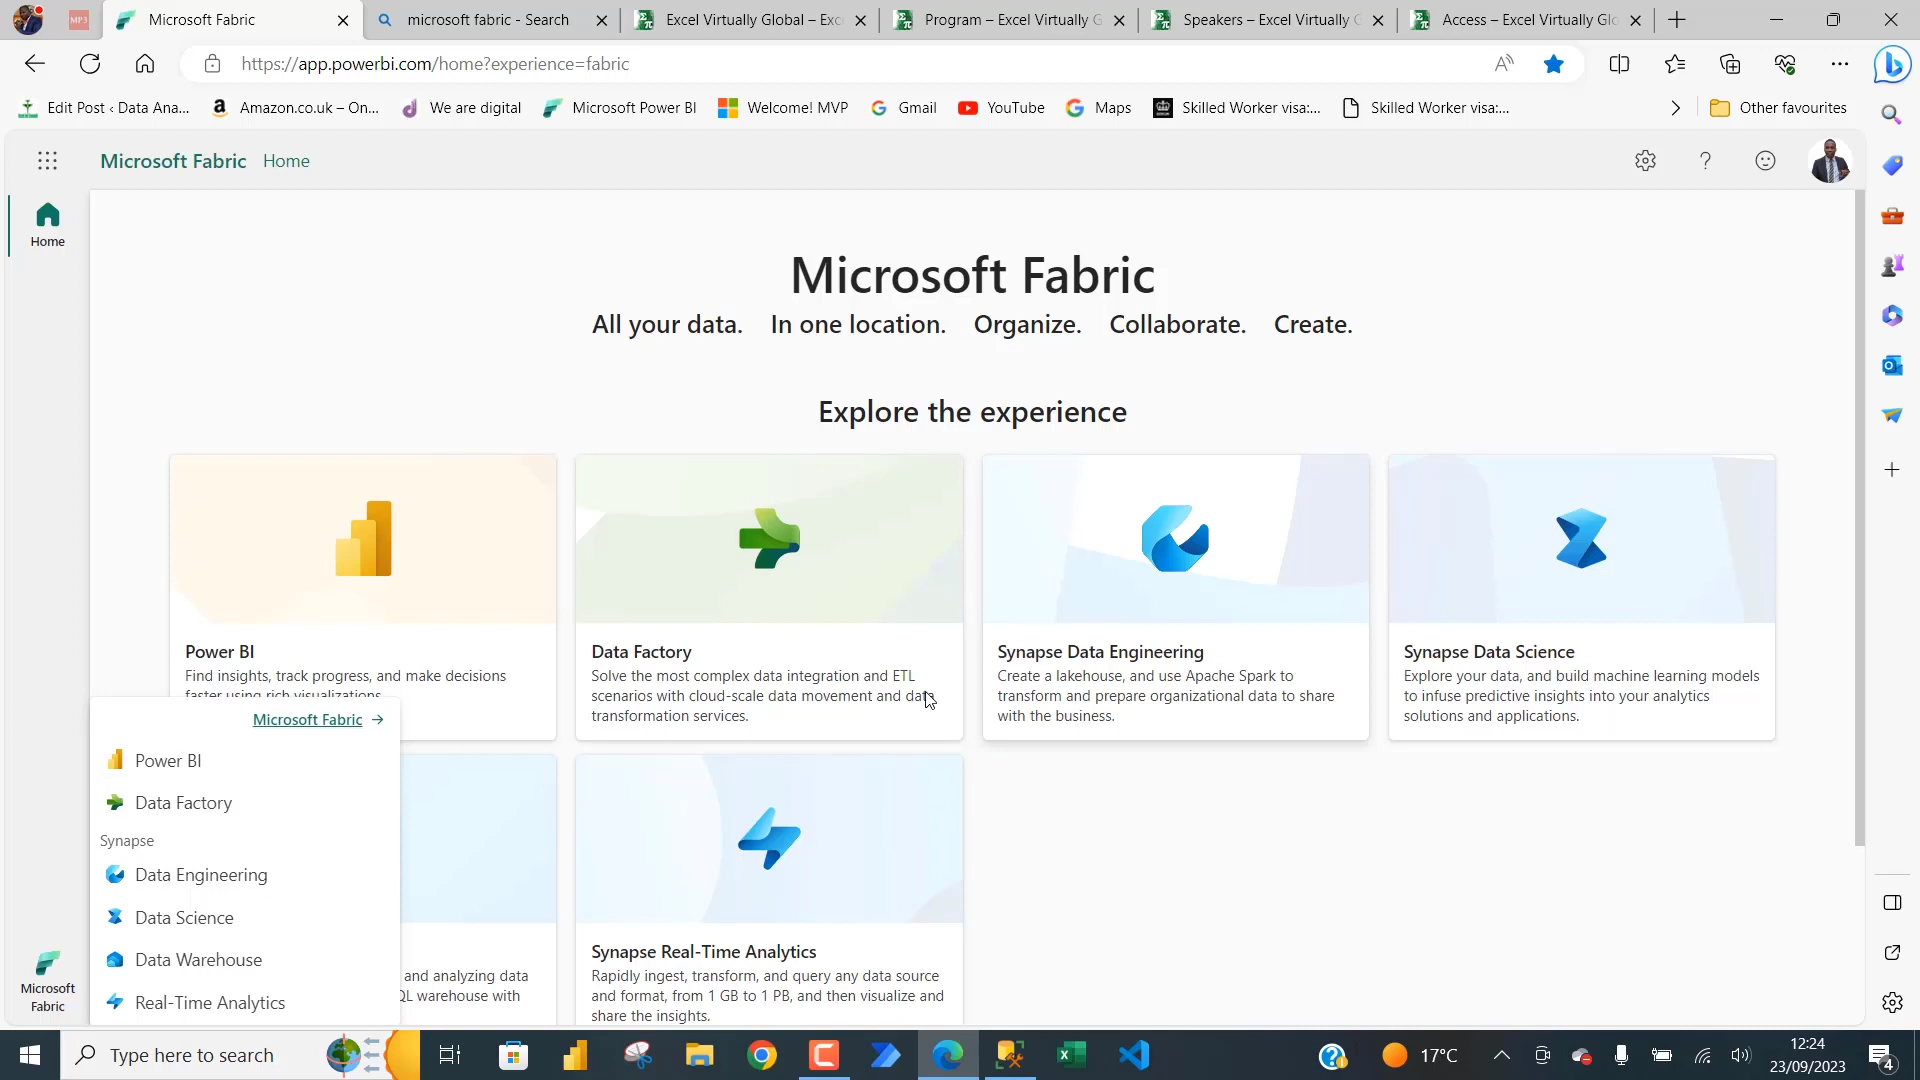 MP3
Microsoft Fabric
microsoft fabric - Search
Excel Virtually Global – Exc
Program – Excel Virtually G
Speakers – Excel Virtually G
Access – Excel Virtually Glo
https://app.powerbi.com/home?experience=fabric
Edit Post ‹ Data Ana...
Amazon.co.uk – On...
We are digital
Microsoft Power BI
Welcome! MVP
Gmail
YouTube
Maps
Skilled Worker visa:...
Skilled Worker visa:...
Other favourites
Microsoft Fabric Home
Home
Microsoft Fabric
All your data. In one location. Organize. Collaborate. Create.
Explore the experience
Power BI
Find insights, track progress, and make decisions
faster using rich visualizations.
Data Factory
Solve the most complex data integration and ETL
scenarios with cloud-scale data movement and data
transformation services.
Synapse Data Engineering
Create a lakehouse, and use Apache Spark to
transform and prepare organizational data to share
with the business.
Synapse Data Science
Explore your data, and build machine learning models
to infuse predictive insights into your analytics
solutions and applications.
Microsoft Fabric →
Power BI
Data Factory
Synapse
Data Engineering
Data Science
Data Warehouse
Real-Time Analytics
and analyzing data
QL warehouse with
Synapse Real-Time Analytics
Rapidly ingest, transform, and query any data source
and format, from 1 GB to 1 PB, and then visualize and
share the insights.
Microsoft
Fabric
Type here to search
17°C
12:24
23/09/2023
4